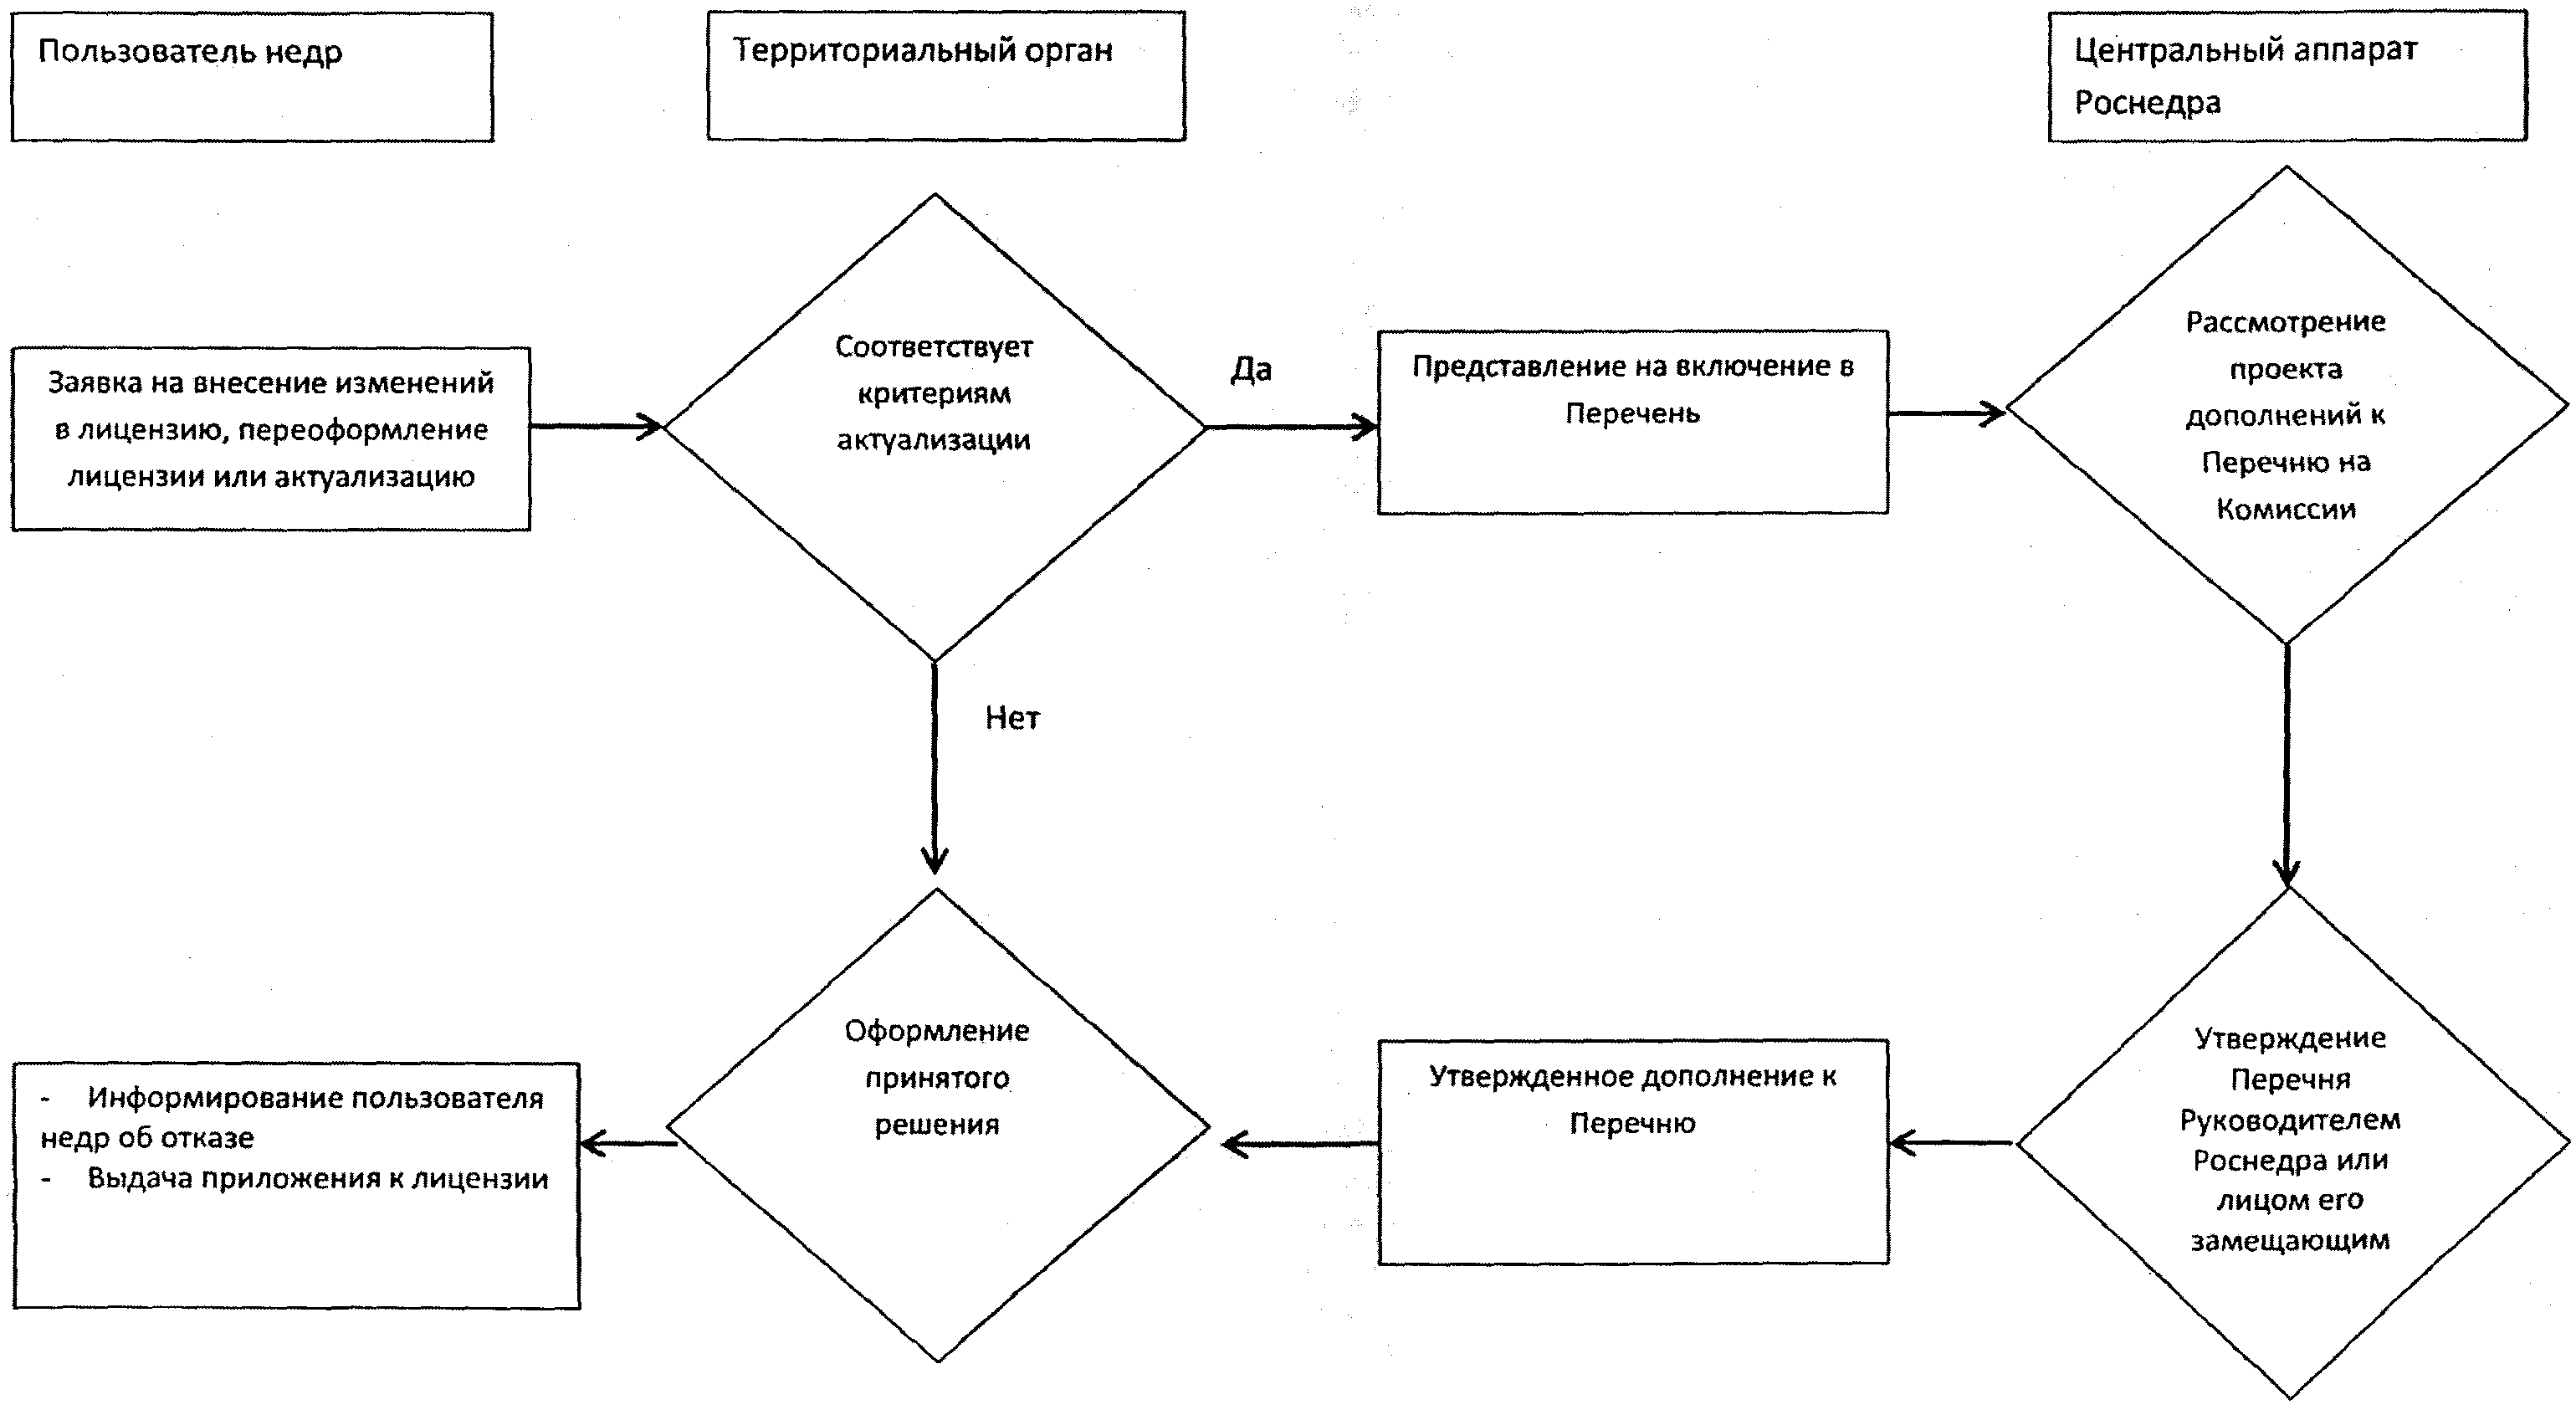 Пользователь недр
Территориальный орган
Центральный аппарат
Роснедра
Заявка на внесение изменений
в лицензию, переоформление
лицензии или актуализацию
Соответствует
критериям
актуализации
Да
Представление на включение в
Перечень
Рассмотрение
проекта
дополнений к
Перечню на
Комиссии
Нет
- Информирование пользователя
недр об отказе
- Выдача приложения к лицензии
Оформление
принятого
решения
Утвержденное дополнение к
Перечню
Утверждение
Перечня
Руководителем
Роснедра или
лицом его
замещающим